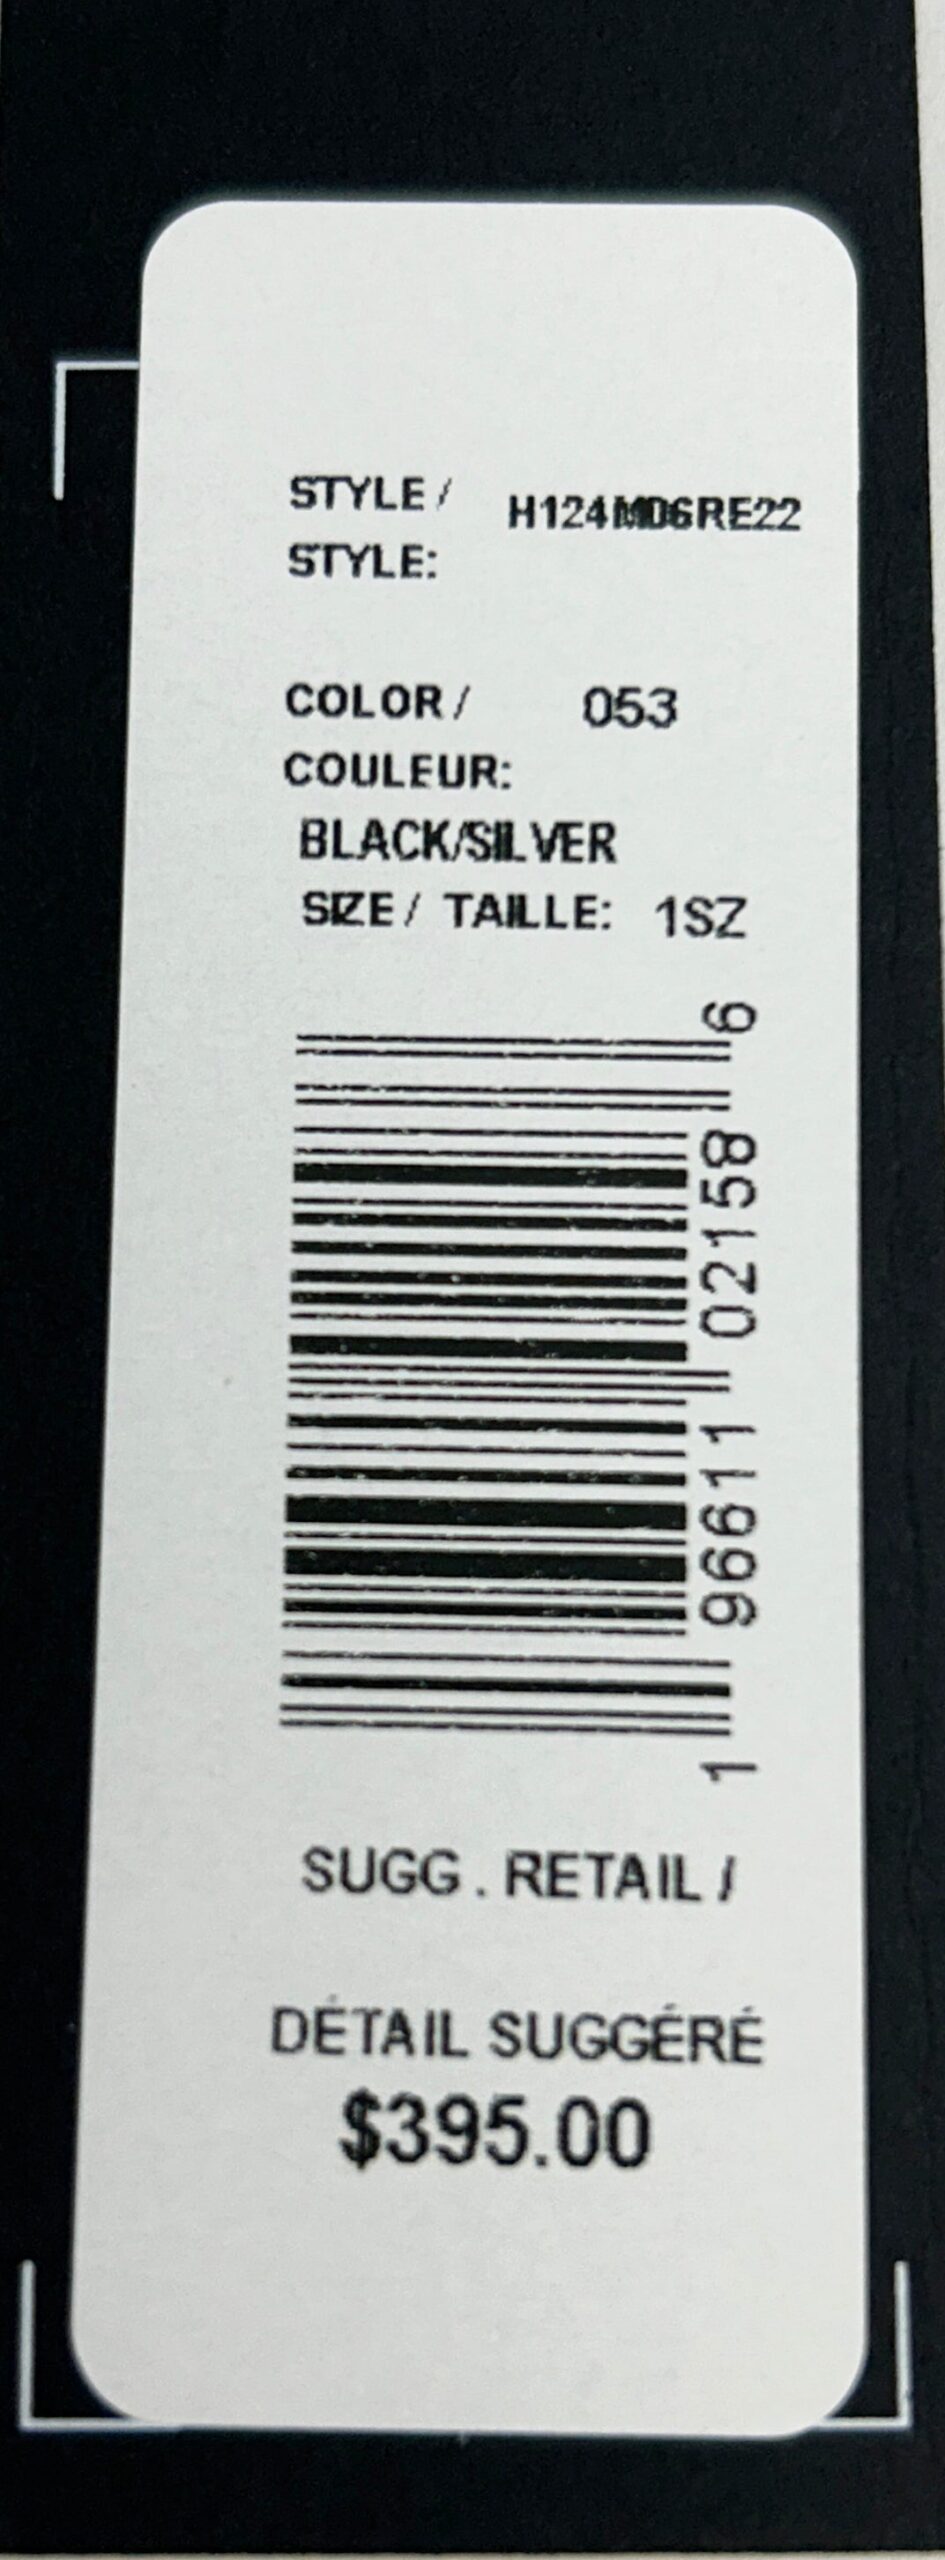 STYLE / H124MD6RE22
STYLE:
COLOR / 053
COULEUR:
BLACK/SILVER
SIZE / TAILLE: 1SZ
1 96611 02158 6
SUGG. RETAIL /
DÉTAIL SUGGÉRÉ
$395.00